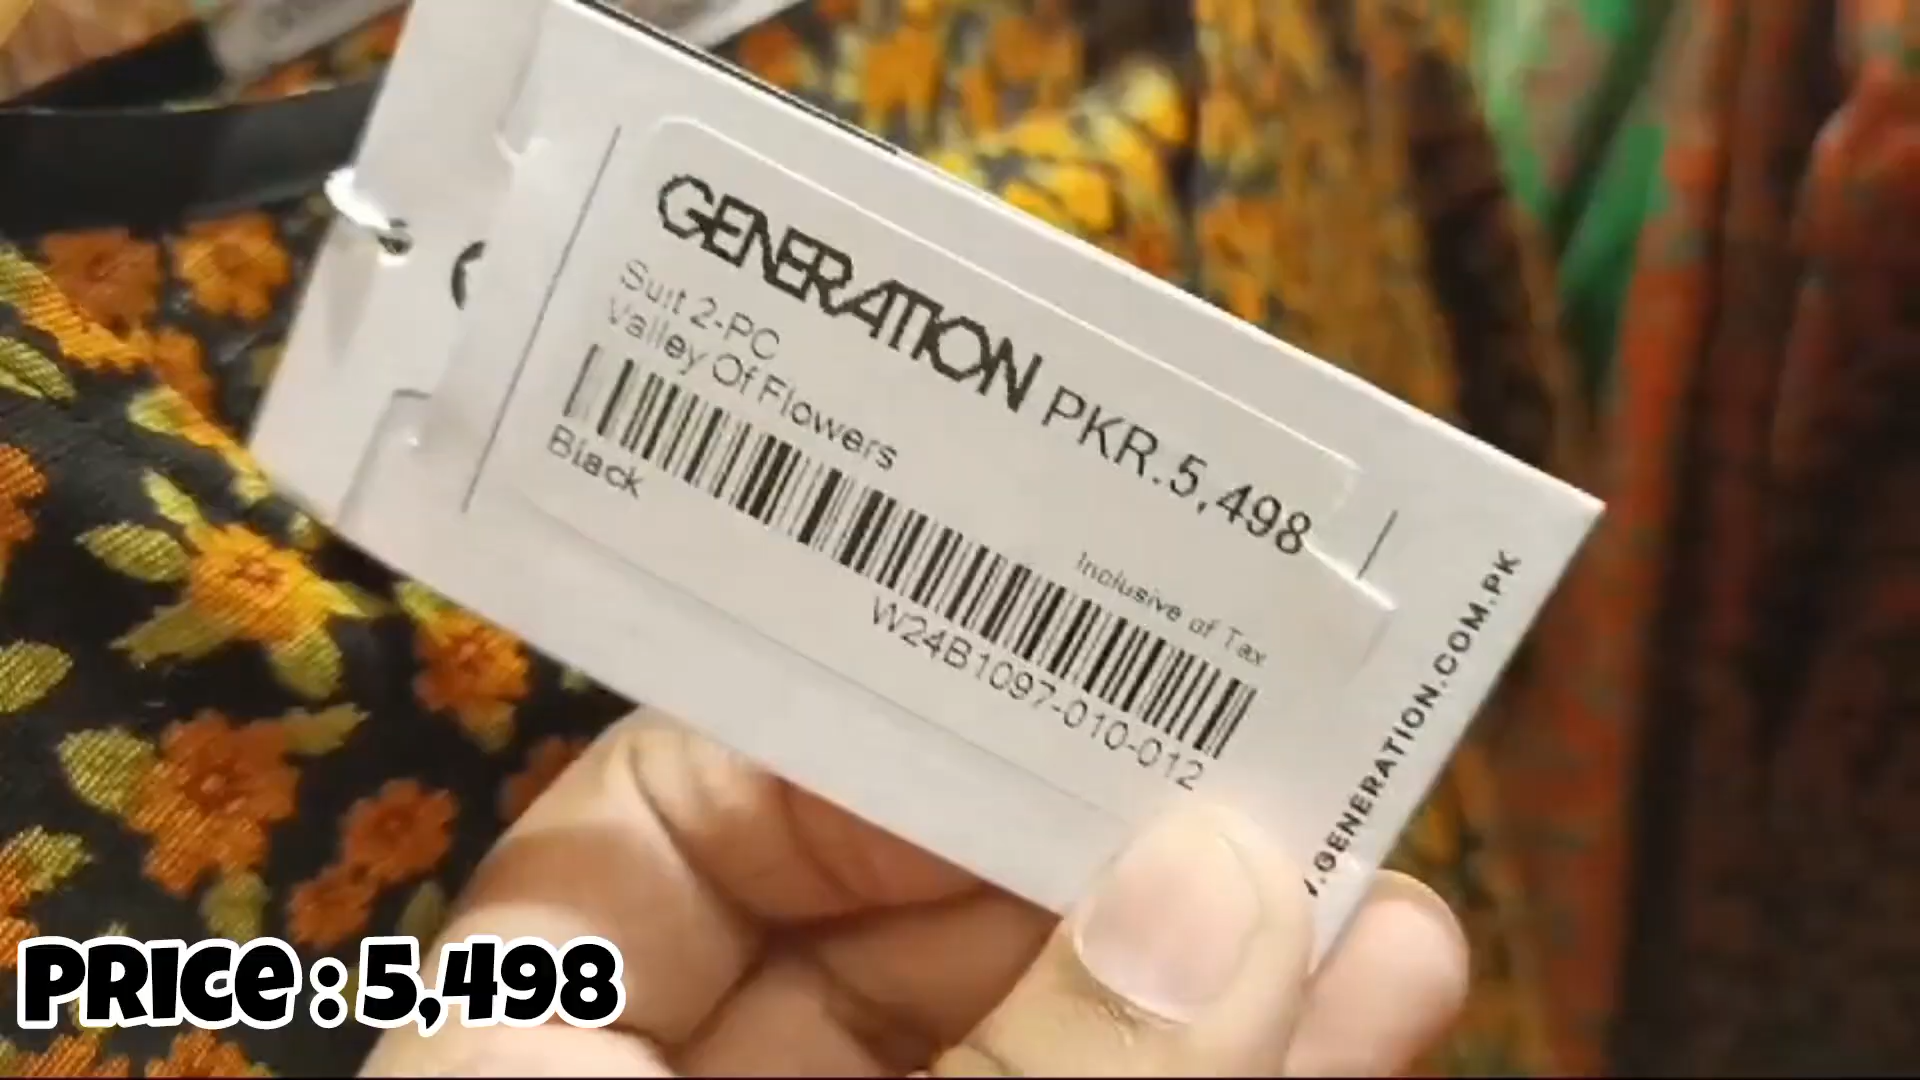 GENERATION PKR.5,498
Suit 2-PC
Valley Of Flowers
Inclusive of Tax
Black
W24B1097-010-012
.GENERATION.COM.PK
PRICE : 5,498